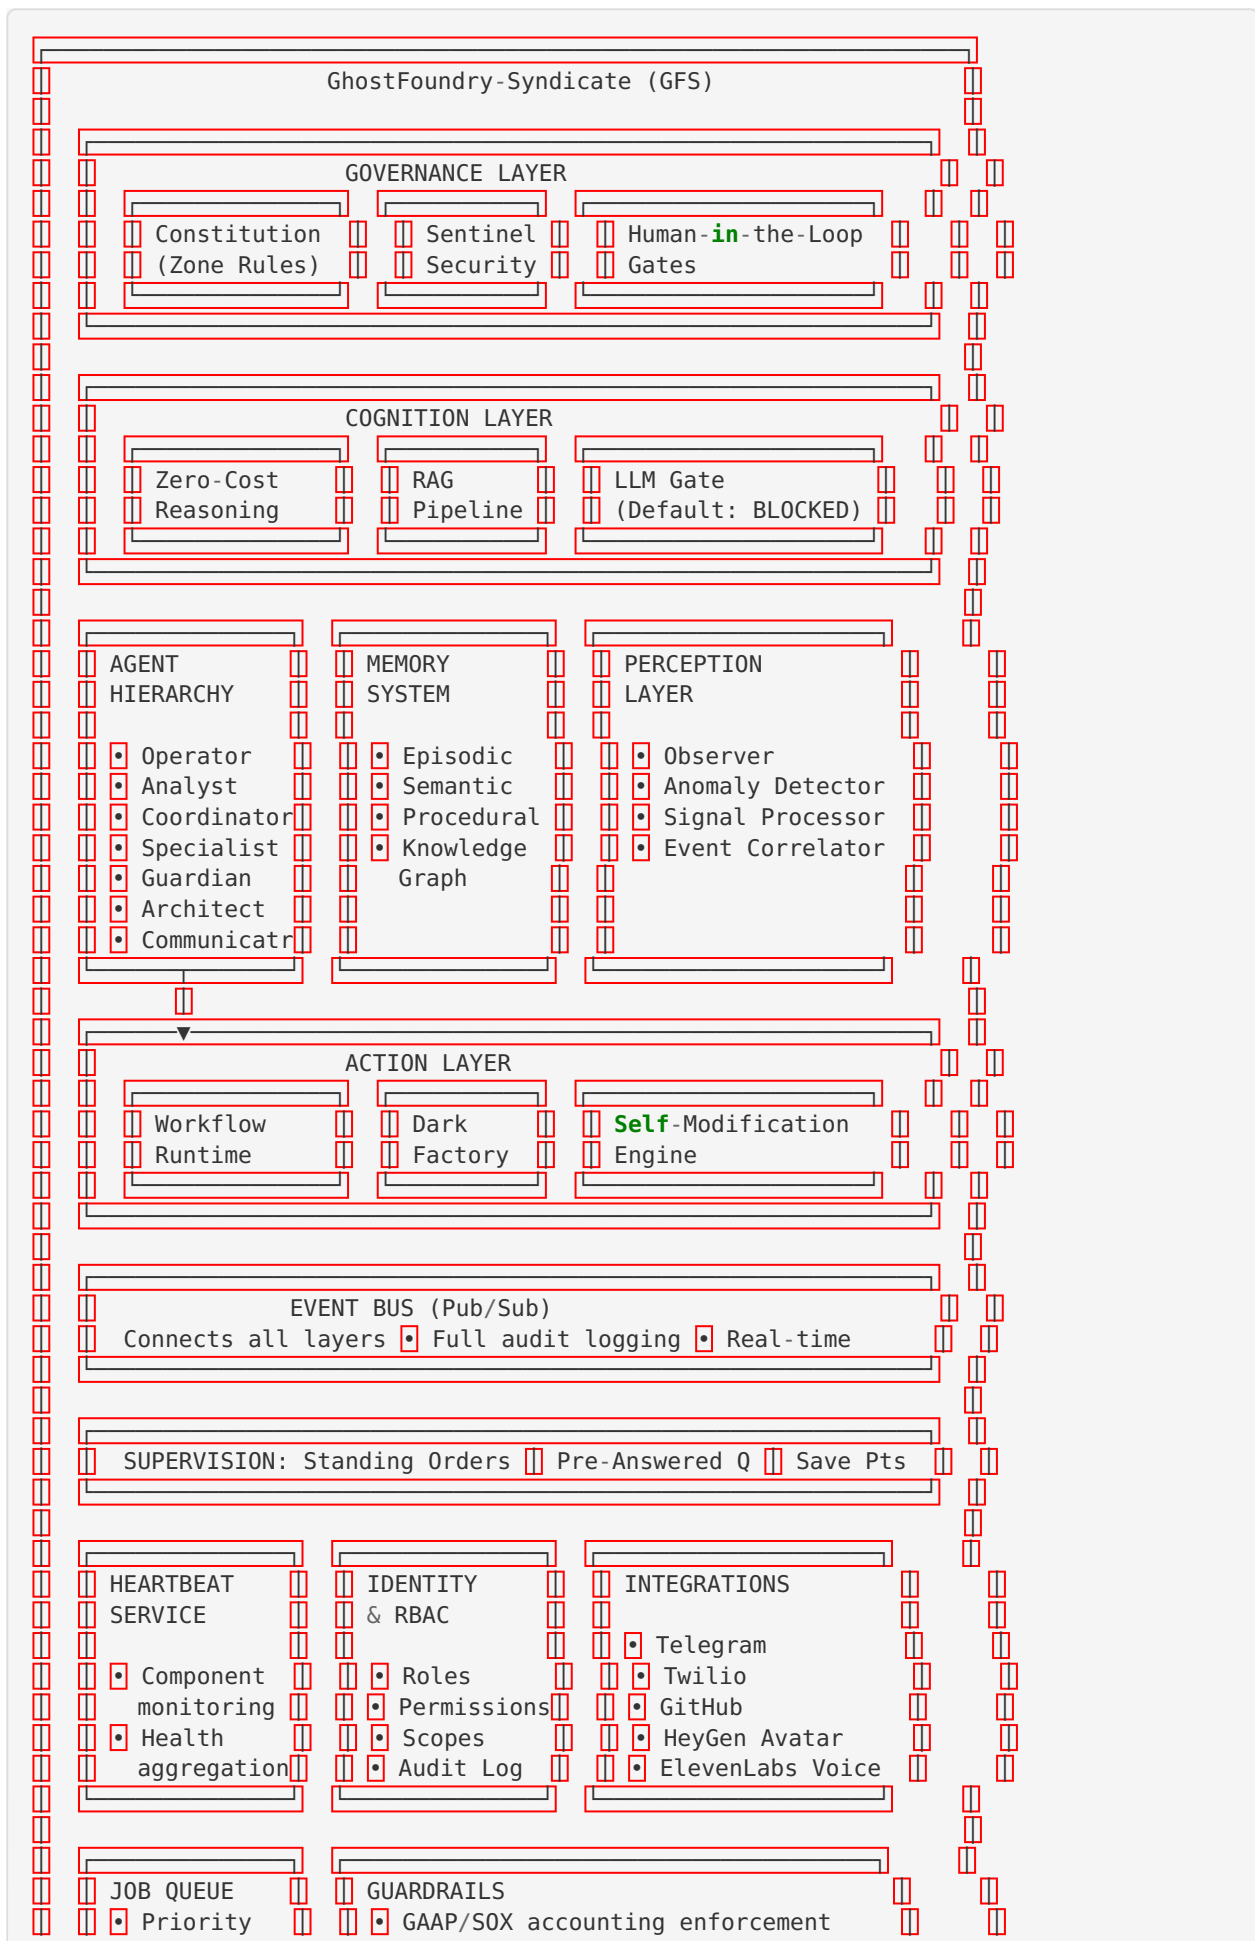 GhostFoundry-Syndicate (GFS)
GOVERNANCE LAYER
Constitution Sentinel Human-in-the-Loop
(Zone Rules) Security Gates
COGNITION LAYER
Zero-Cost RAG LLM Gate
Reasoning Pipeline (Default: BLOCKED)
AGENT MEMORY PERCEPTION
HIERARCHY SYSTEM LAYER
• Operator • Episodic • Observer
• Analyst • Semantic • Anomaly Detector
• Coordinator • Procedural • Signal Processor
• Specialist • Knowledge • Event Correlator
• Guardian Graph
• Architect
• Communicatr
▼
ACTION LAYER
Workflow Dark Self-Modification
Runtime Factory Engine
EVENT BUS (Pub/Sub)
Connects all layers • Full audit logging • Real-time
SUPERVISION: Standing Orders │ Pre-Answered Q │ Save Pts
HEARTBEAT IDENTITY INTEGRATIONS
SERVICE & RBAC
• Telegram
• Component • Roles • Twilio
monitoring • Permissions • GitHub
• Health • Scopes • HeyGen Avatar
aggregation • Audit Log • ElevenLabs Voice
JOB QUEUE GUARDRAILS
• Priority • GAAP/SOX accounting enforcement